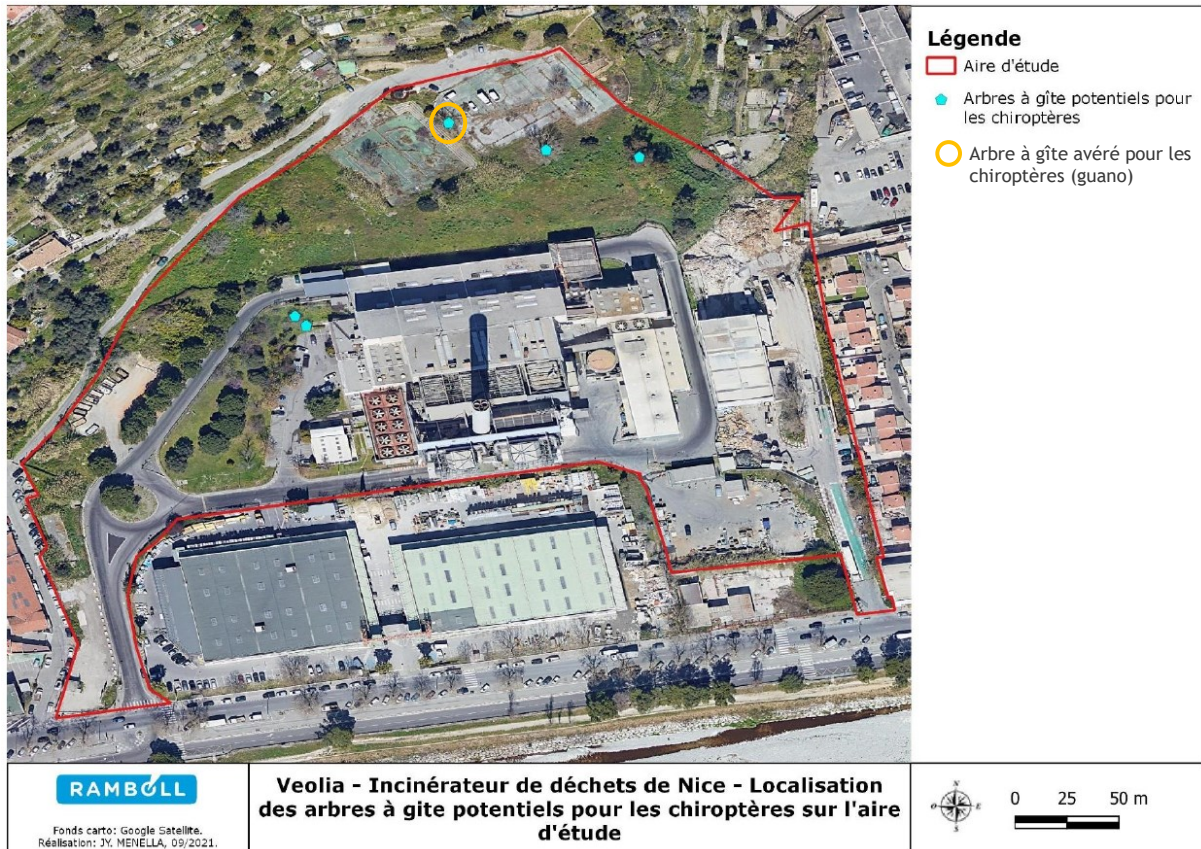 Légende
Aire d'étude
Arbres à gîte potentiels pour
les chiroptères
Arbre à gîte avéré pour les
chiroptères (guano)
RAMBOLL
Fonds carto: Google Satellite.
Réalisation: JY. MENELLA, 09/2021.
Veolia - Incinérateur de déchets de Nice - Localisation
des arbres à gite potentiels pour les chiroptères sur l'aire
d'étude
N
O E
S
0 25 50 m